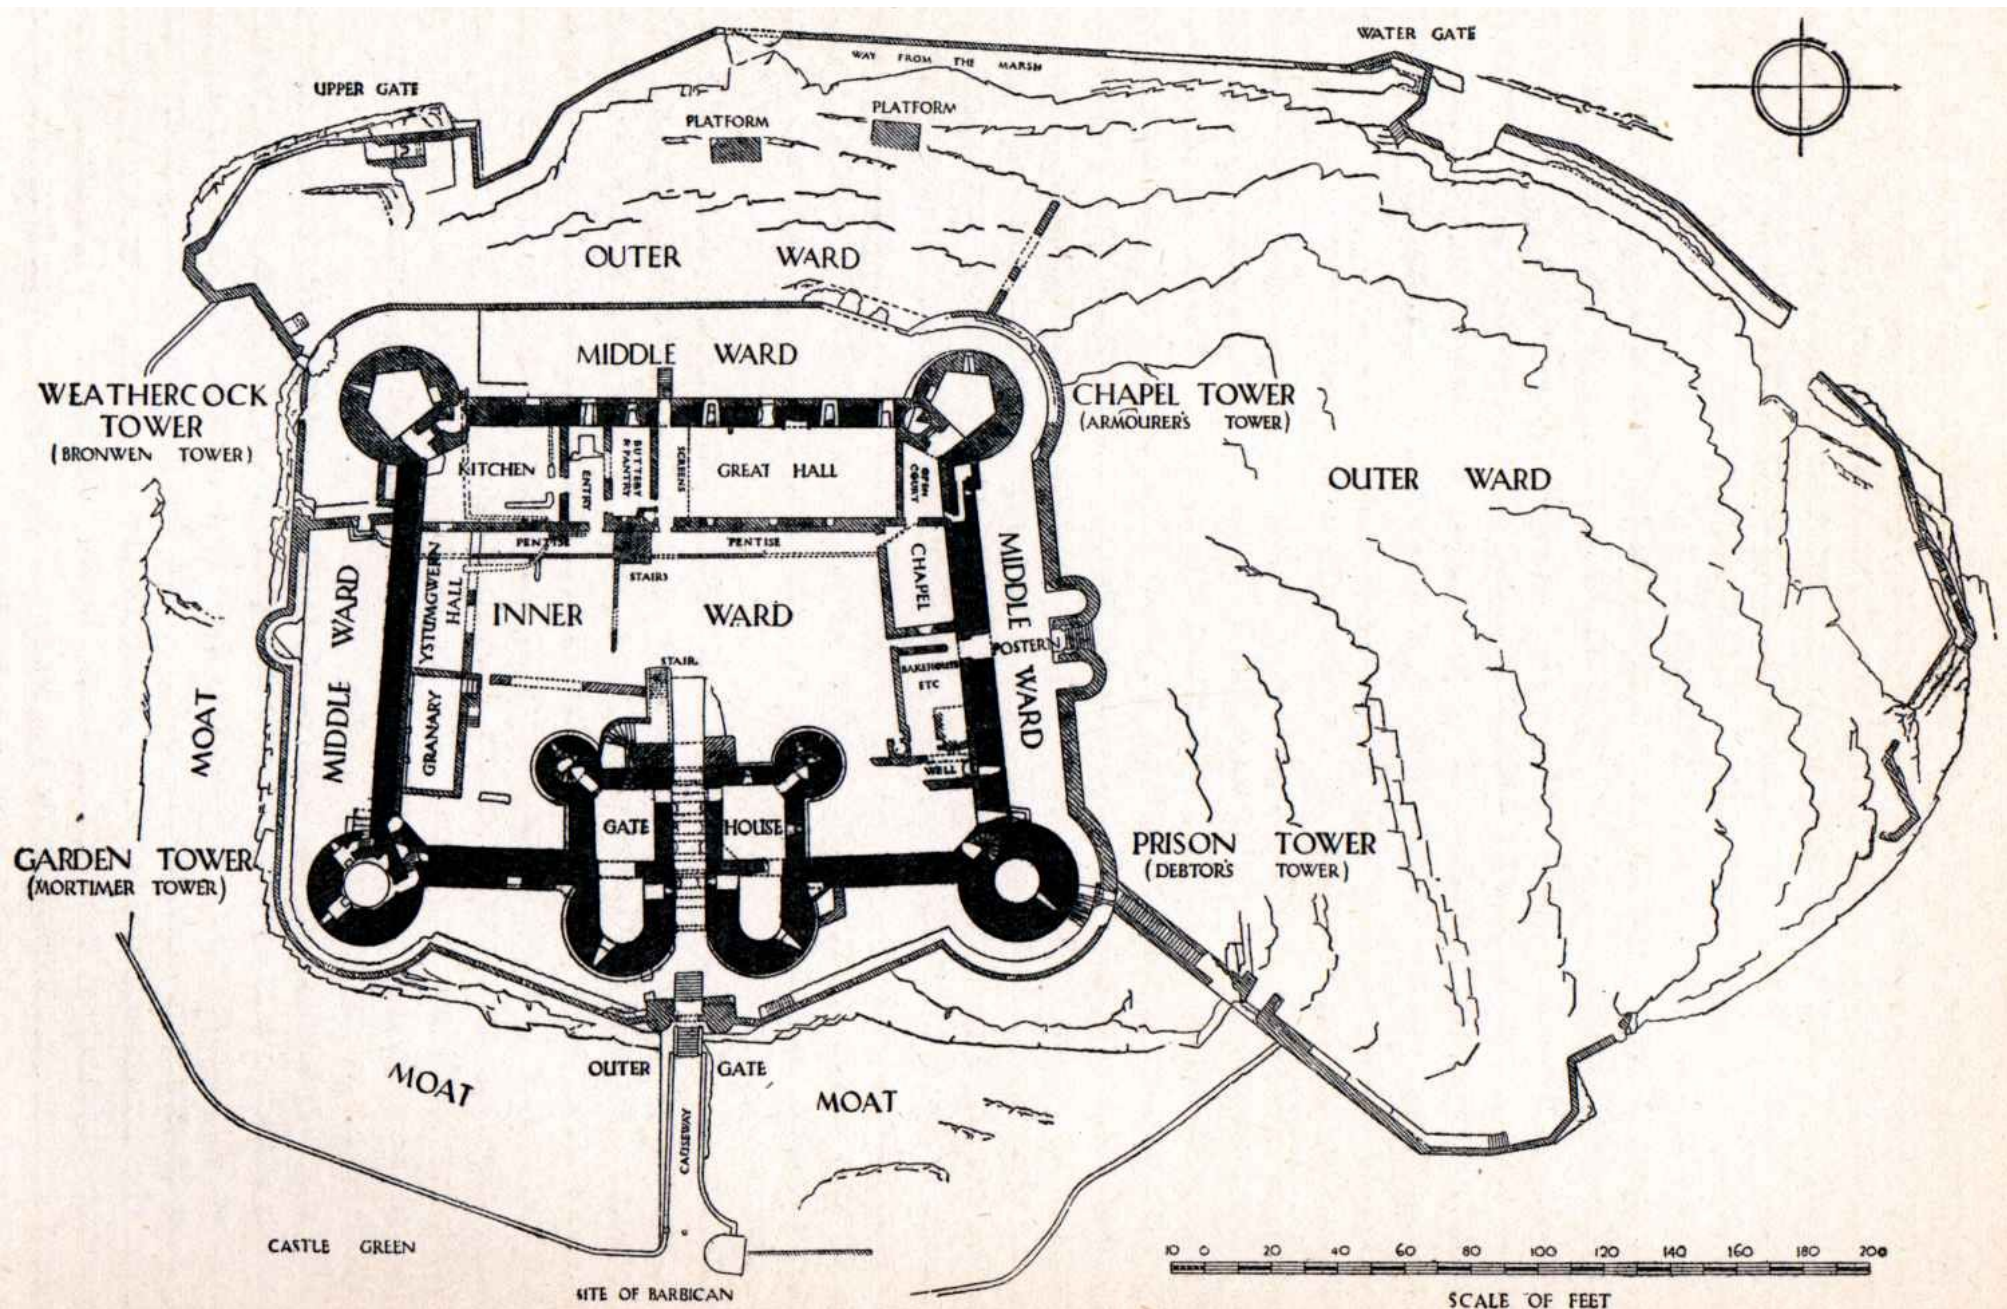 WATER GATE
WAY FROM THE MARSH
UPPER GATE
PLATFORM
PLATFORM
OUTER WARD
MIDDLE WARD
WEATHERCOCK
TOWER
(BRONWEN TOWER)
CHAPEL TOWER
(ARMOURER'S TOWER)
KITCHEN
ENTRY
BUTTERY
& PANTRY
SCREENS
GREAT HALL
OPEN
COURT
OUTER WARD
PENTISE
PENTISE
STAIRS
MIDDLE WARD
YSTUMGWERN
HALL
INNER WARD
CHAPEL
MIDDLE WARD
POSTERN
STAIR
BAKEHOUSE
ETC
MOAT
GRANARY
WELL
GATE HOUSE
GARDEN TOWER
(MORTIMER TOWER)
PRISON TOWER
(DEBTOR'S TOWER)
OUTER GATE
MOAT
MOAT
CAUSEWAY
CASTLE GREEN
SITE OF BARBICAN
10 0 20 40 60 80 100 120 140 160 180 200
SCALE OF FEET